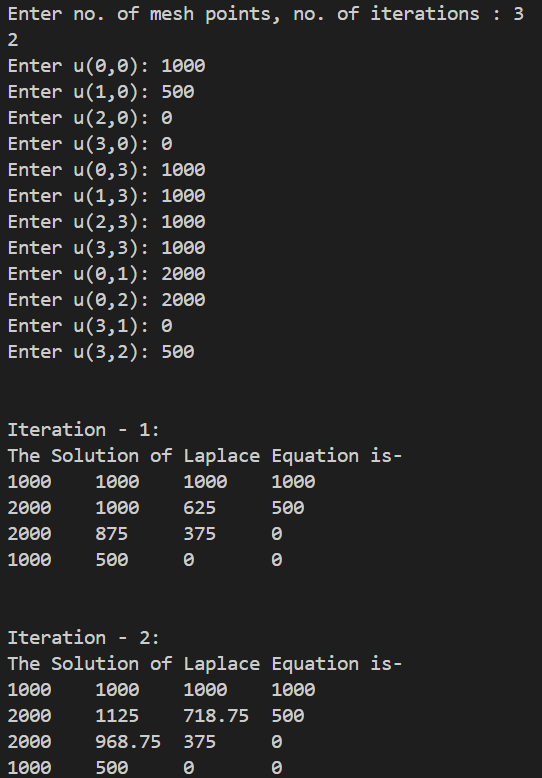 Enter no. of mesh points, no. of iterations : 3
2
Enter u(0,0): 1000
Enter u(1,0): 500
Enter u(2,0): 0
Enter u(3,0): 0
Enter u(0,3): 1000
Enter u(1,3): 1000
Enter u(2,3): 1000
Enter u(3,3): 1000
Enter u(0,1): 2000
Enter u(0,2): 2000
Enter u(3,1): 0
Enter u(3,2): 500
Iteration - 1:
The Solution of Laplace Equation is-
1000    1000    1000    1000
2000    1000    625     500
2000    875     375     0
1000    500     0       0
Iteration - 2:
The Solution of Laplace Equation is-
1000    1000    1000    1000
2000    1125    718.75  500
2000    968.75  375     0
1000    500     0       0